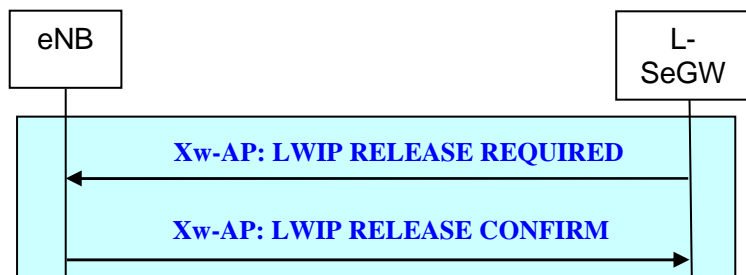 eNB
L-
SeGW
Xw-AP: LWIP RELEASE REQUIRED
Xw-AP: LWIP RELEASE CONFIRM